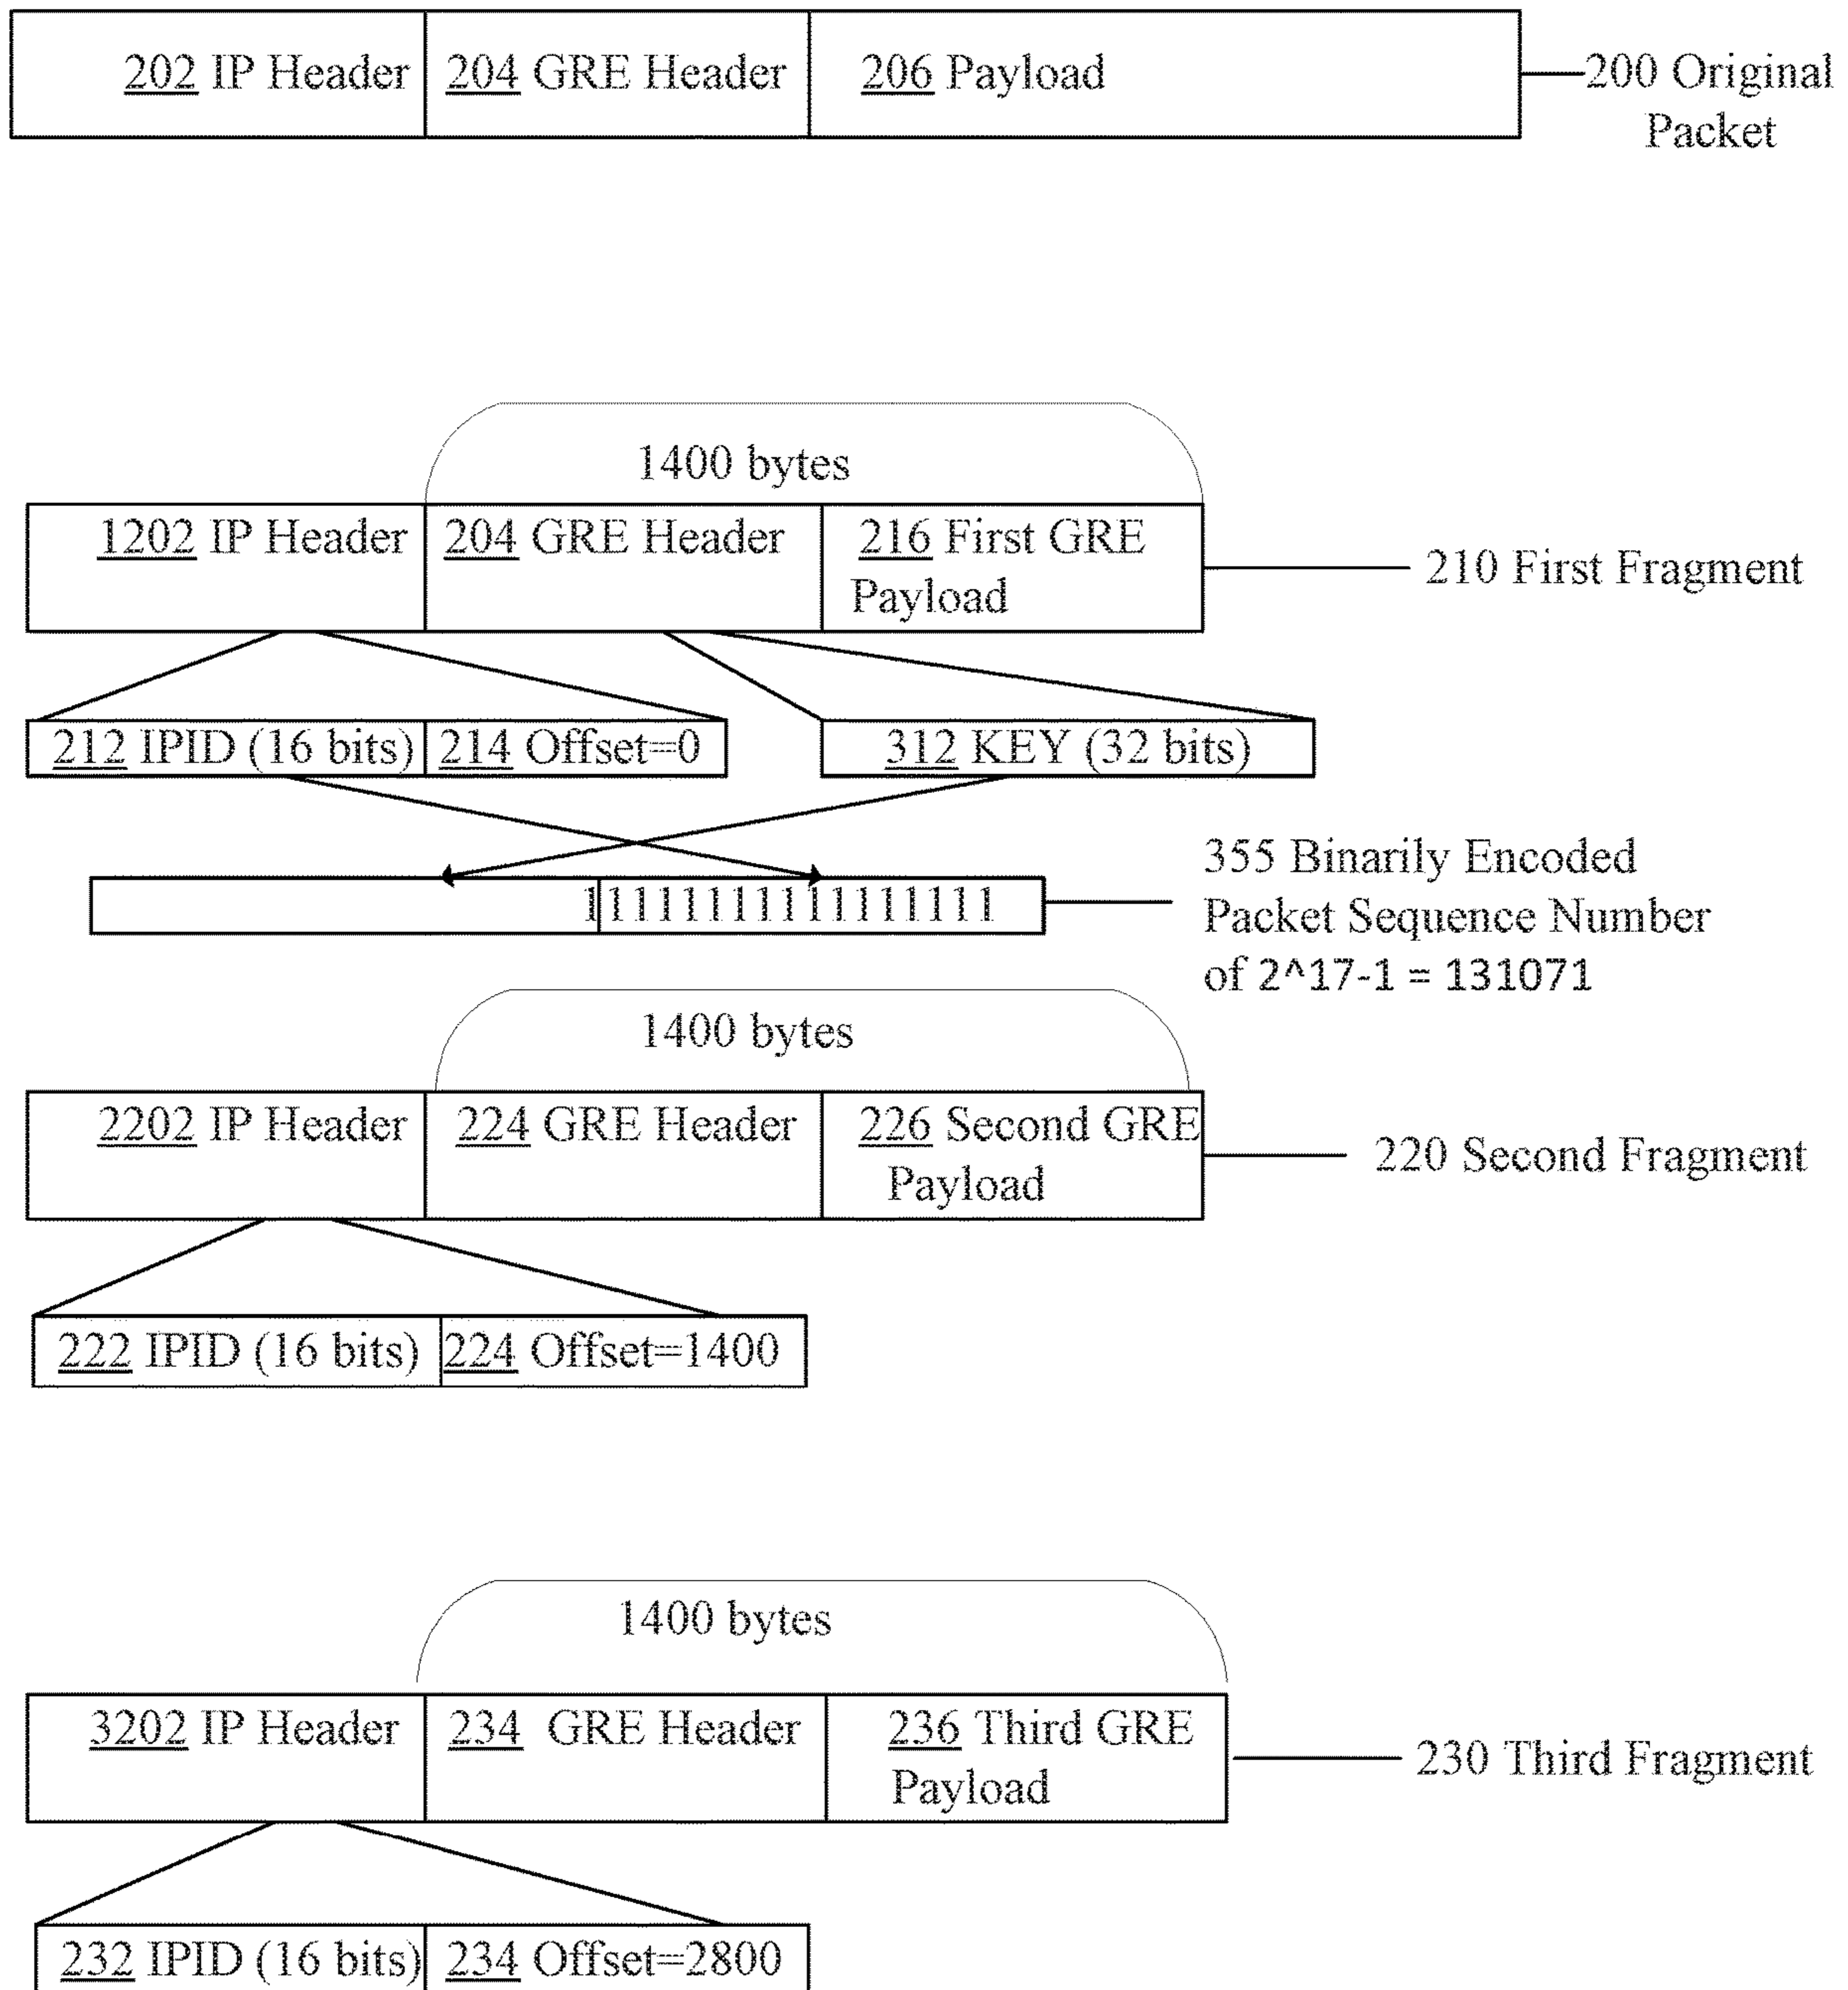 202 IP Header 204 GRE Header 206 Payload
200 Original
Packet
1400 bytes
1202 IP Header 204 GRE Header 216 First GRE
Payload
210 First Fragment
212 IPID (16 bits) 214 Offset=0 312 KEY (32 bits)
11111111111111111
355 Binarily Encoded
Packet Sequence Number
of 2^17-1 = 131071
1400 bytes
2202 IP Header 224 GRE Header 226 Second GRE
Payload
220 Second Fragment
222 IPID (16 bits) 224 Offset=1400
1400 bytes
3202 IP Header 234 GRE Header 236 Third GRE
Payload
230 Third Fragment
232 IPID (16 bits) 234 Offset=2800